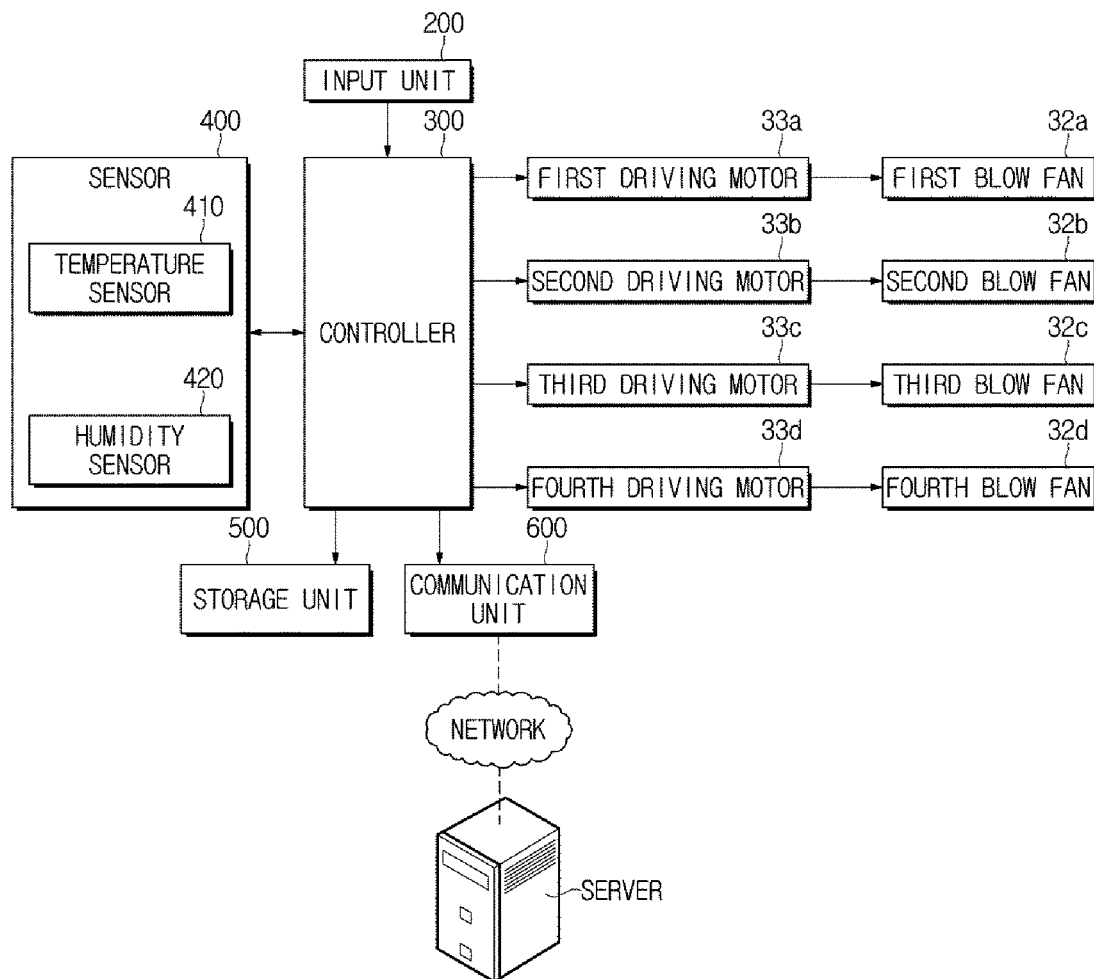 200
INPUT UNIT
400
SENSOR
410
TEMPERATURE
SENSOR
420
HUMIDITY
SENSOR
300
CONTROLLER
33a
FIRST DRIVING MOTOR
32a
FIRST BLOW FAN
33b
SECOND DRIVING MOTOR
32b
SECOND BLOW FAN
33c
THIRD DRIVING MOTOR
32c
THIRD BLOW FAN
33d
FOURTH DRIVING MOTOR
32d
FOURTH BLOW FAN
500
STORAGE UNIT
600
COMMUNICATION
UNIT
NETWORK
SERVER